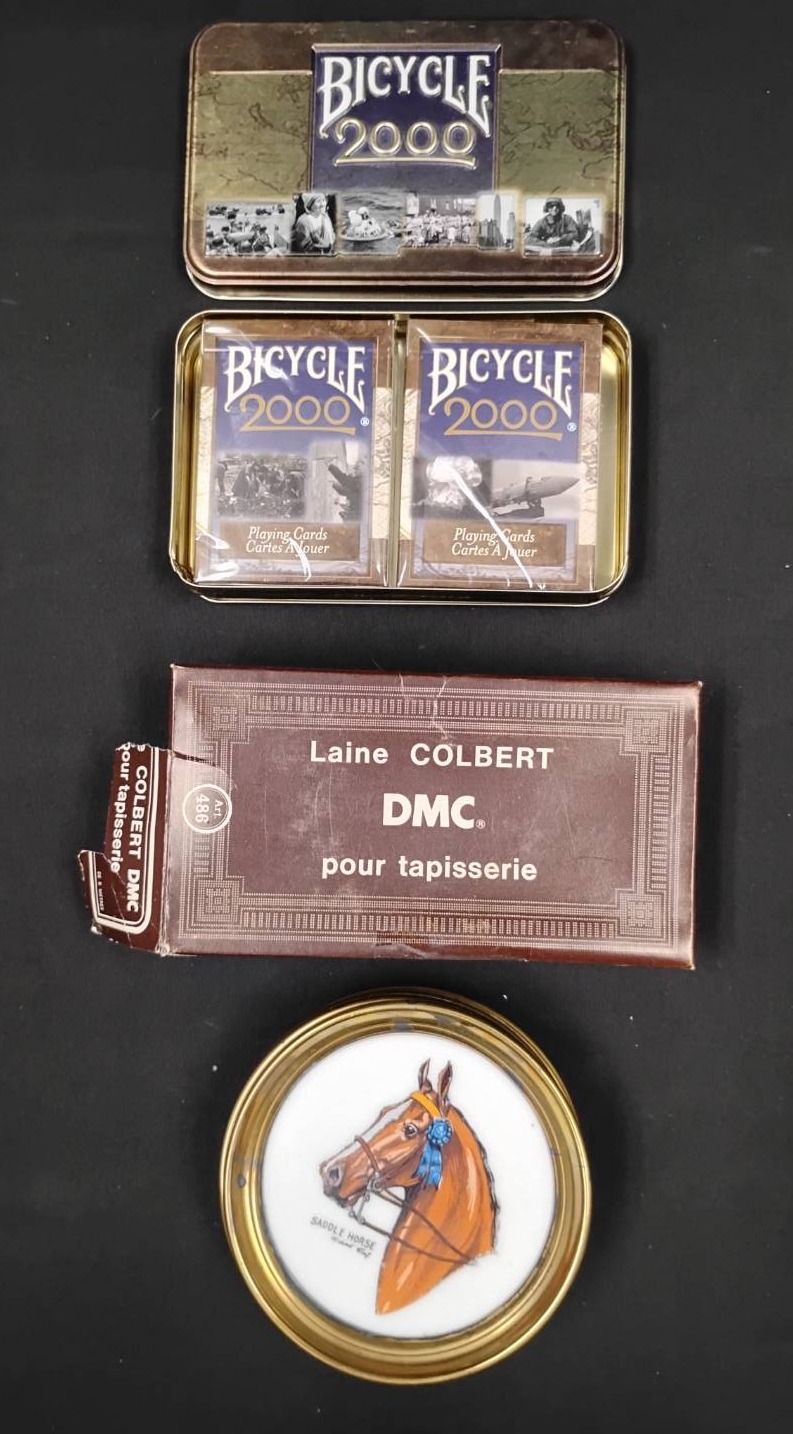 BICYCLE
2000
BICYCLE
2000®
Playing Cards
Cartes A Jouer
BICYCLE
2000®
Playing Cards
Cartes A Jouer
Laine COLBERT
DMC®
pour tapisserie
Art.
486
COLBERT DMC
pour tapisserie
SADDLE HORSE